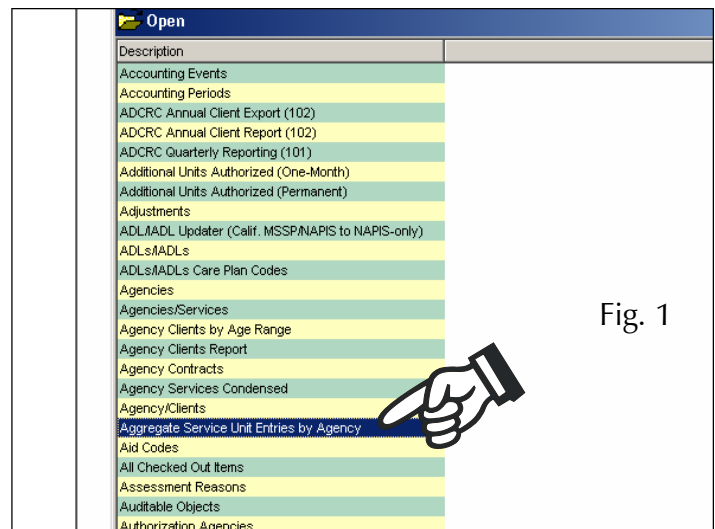 Open
Description
Accounting Events
Accounting Periods
ADCRC Annual Client Export (102)
ADCRC Annual Client Report (102)
ADCRC Quarterly Reporting (101)
Additional Units Authorized (One-Month)
Additional Units Authorized (Permanent)
Adjustments
ADL/IADL Updater (Calif. MSSP/NAPIS to NAPIS-only)
ADLs/IADLs
ADLs/IADLs Care Plan Codes
Agencies
Agencies/Services
Agency Clients by Age Range
Agency Clients Report
Agency Contracts
Agency Services Condensed
Agency/Clients
Aggregate Service Unit Entries by Agency
Aid Codes
All Checked Out Items
Assessment Reasons
Auditable Objects
Authorization Agencies
Fig. 1